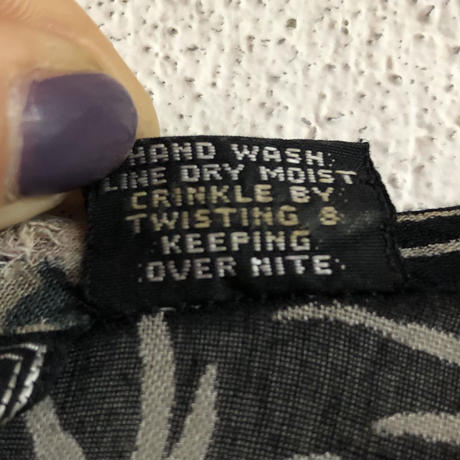 HAND WASH
LINE DRY MOIST
CRINKLE BY
TWISTING &
KEEPING
OVER NITE